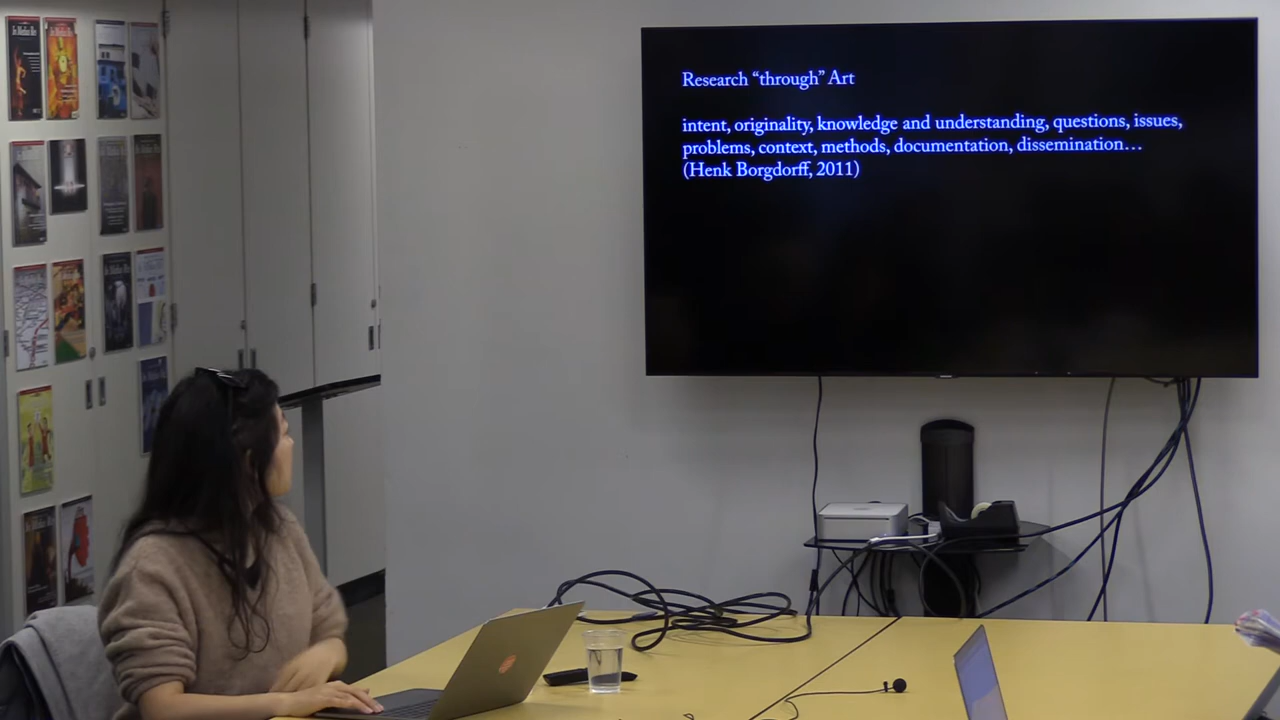 Research “through” Art
intent, originality, knowledge and understanding, questions, issues,
problems, context, methods, documentation, dissemination…
(Henk Borgdorff, 2011)